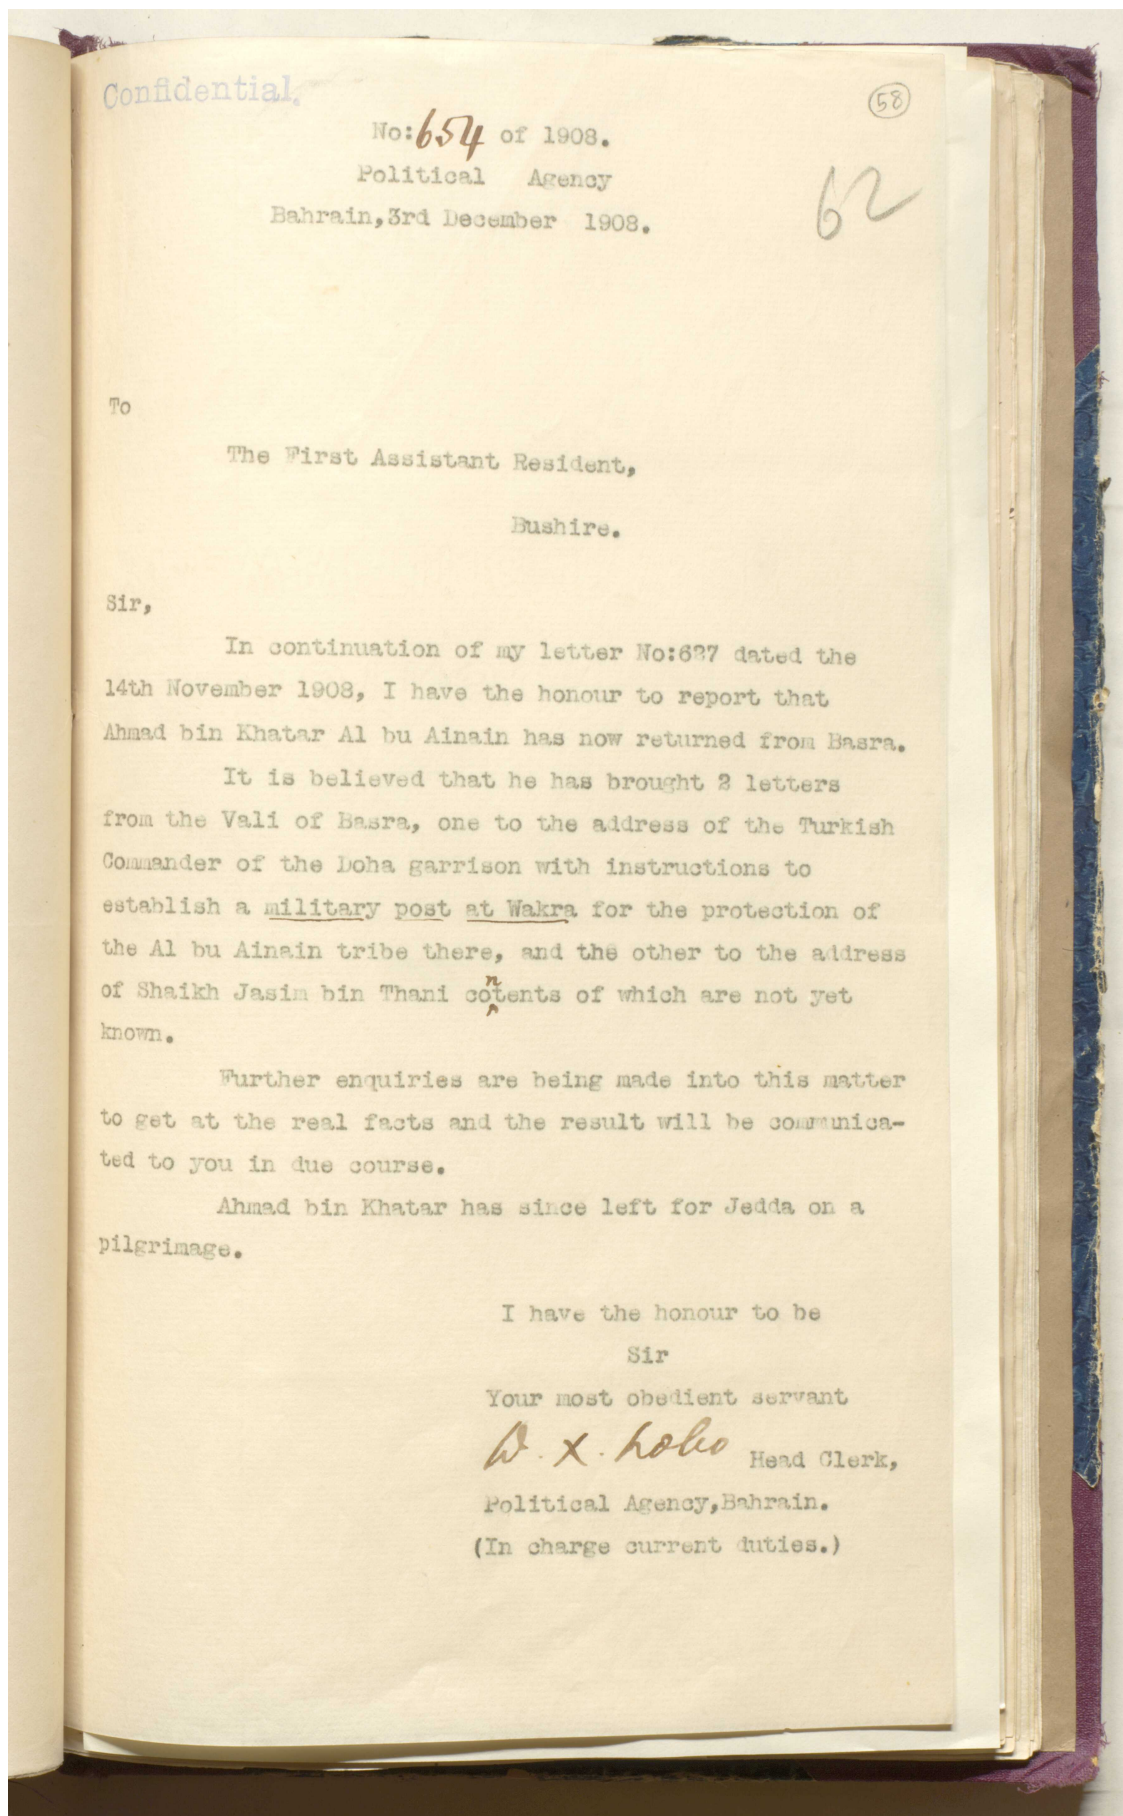 Confidential.
58
No:654 of 1908.
62
Political Agency
Bahrain,3rd December 1908.
To
The First Assistant Resident,
Bushire.
Sir,
In continuation of my letter No:627 dated the
14th November 1908, I have the honour to report that
Ahmad bin Khatar Al bu Ainain has now returned from Basra.
It is believed that he has brought 2 letters
from the Vali of Basra, one to the address of the Turkish
Commander of the Doha garrison with instructions to
establish a military post at Wakra for the protection of
the Al bu Ainain tribe there, and the other to the address
of Shaikh Jasim bin Thani contents of which are not yet
known.
Further enquiries are being made into this matter
to get at the real facts and the result will be communica-
ted to you in due course.
Ahmad bin Khatar has since left for Jedda on a
pilgrimage.
I have the honour to be
Sir
Your most obedient servant
W. X. Lobo Head Clerk,
Political Agency,Bahrain.
(In charge current duties.)